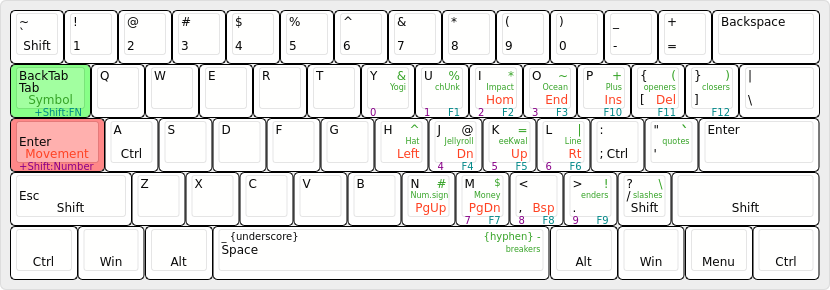 ~ ! @ # $ % ^ & * ( ) _ + Backspace
` Shift 1 2 3 4 5 6 7 8 9 0 - =
BackTab Q W E R T Y & U % I * O ~ P + { ( } ) |
Tab Yogi chUnk Impact Ocean Plus openers closers
Symbol Hom End Ins [ Del ] \
+Shift:FN 0 1 F1 2 F2 3 F3 F10 F11 F12
A S D F G H ^ J @ K = L | : " ` Enter
Enter Hat Jellyroll eeKwal Line quotes
Movement Ctrl Left Dn Up Rt ; Ctrl '
+Shift:Number 4 F4 5 F5 6 F6
Esc Z X C V B N # M $ < > ! ? \
Num.sign Money enders / slashes
Shift PgUp PgDn , Bsp . Shift Shift
7 F7 8 F8 9 F9
_ {underscore} {hyphen} -
Space breakers
Ctrl Win Alt Alt Win Menu Ctrl